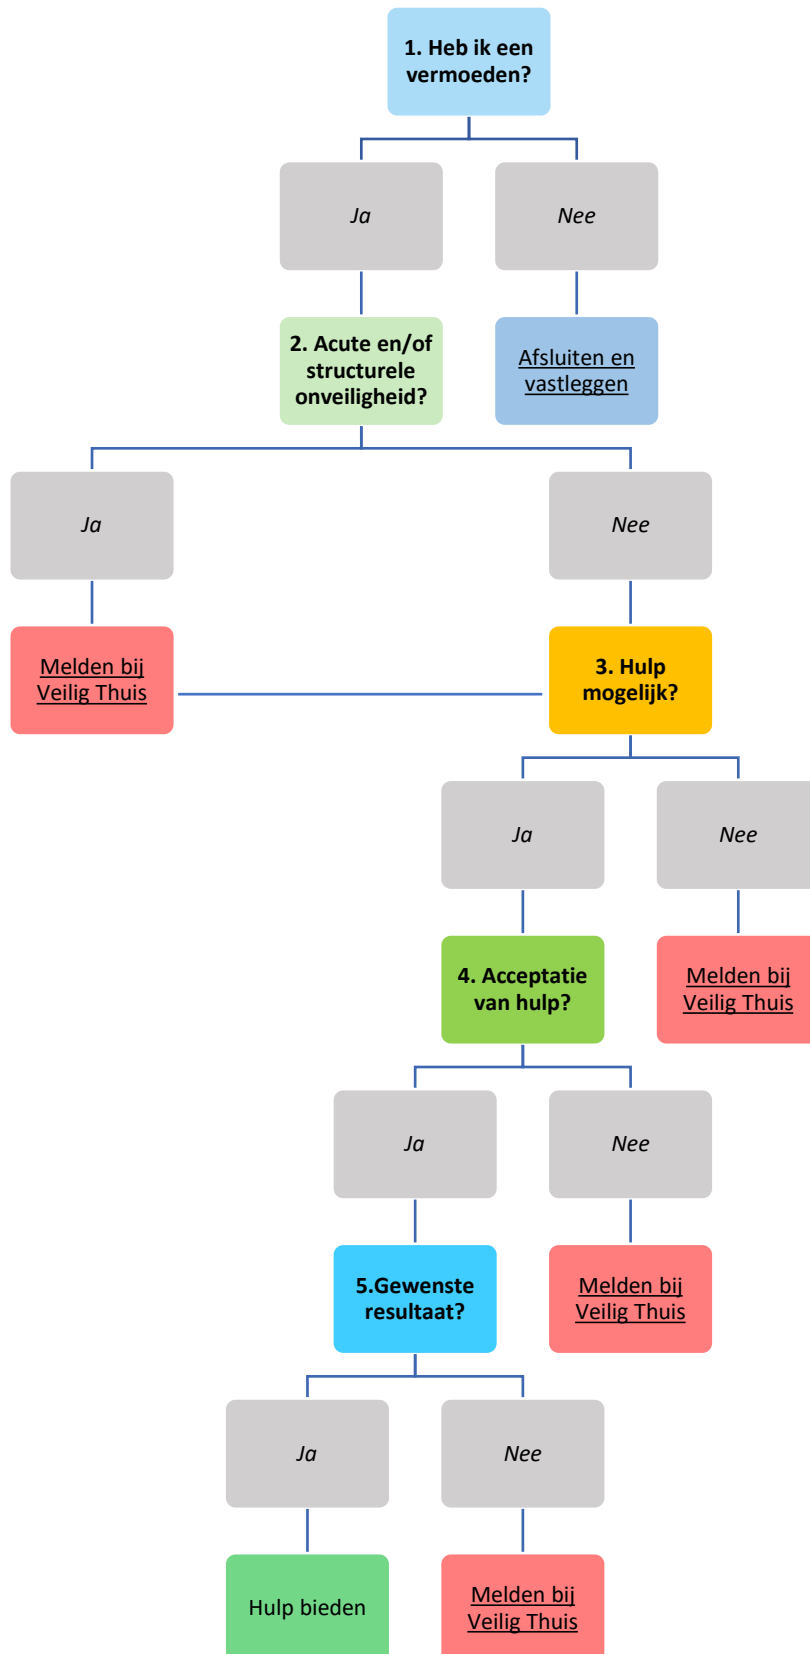 1. Heb ik een
vermoeden?
Ja
Nee
2. Acute en/of
structurele
onveiligheid?
Afsluiten en
vastleggen
Ja
Nee
Melden bij
Veilig Thuis
3. Hulp
mogelijk?
Ja
Nee
4. Acceptatie
van hulp?
Melden bij
Veilig Thuis
Ja
Nee
5.Gewenste
resultaat?
Melden bij
Veilig Thuis
Ja
Nee
Hulp bieden
Melden bij
Veilig Thuis